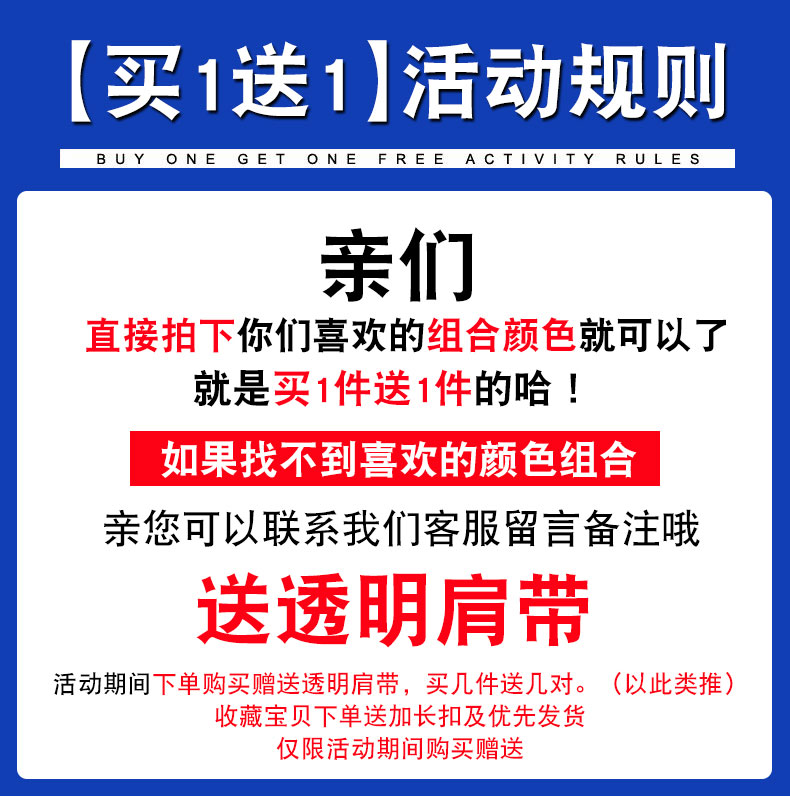 【买1送1】活动规则
BUY ONE GET ONE FREE ACTIVITY RULES
亲们
直接拍下你们喜欢的组合颜色就可以了
就是买1件送1件的哈！
如果找不到喜欢的颜色组合
亲您可以联系我们客服留言备注哦
送透明肩带
活动期间下单购买赠送透明肩带，买几件送几对。（以此类推）
收藏宝贝下单送加长扣及优先发货
仅限活动期间购买赠送